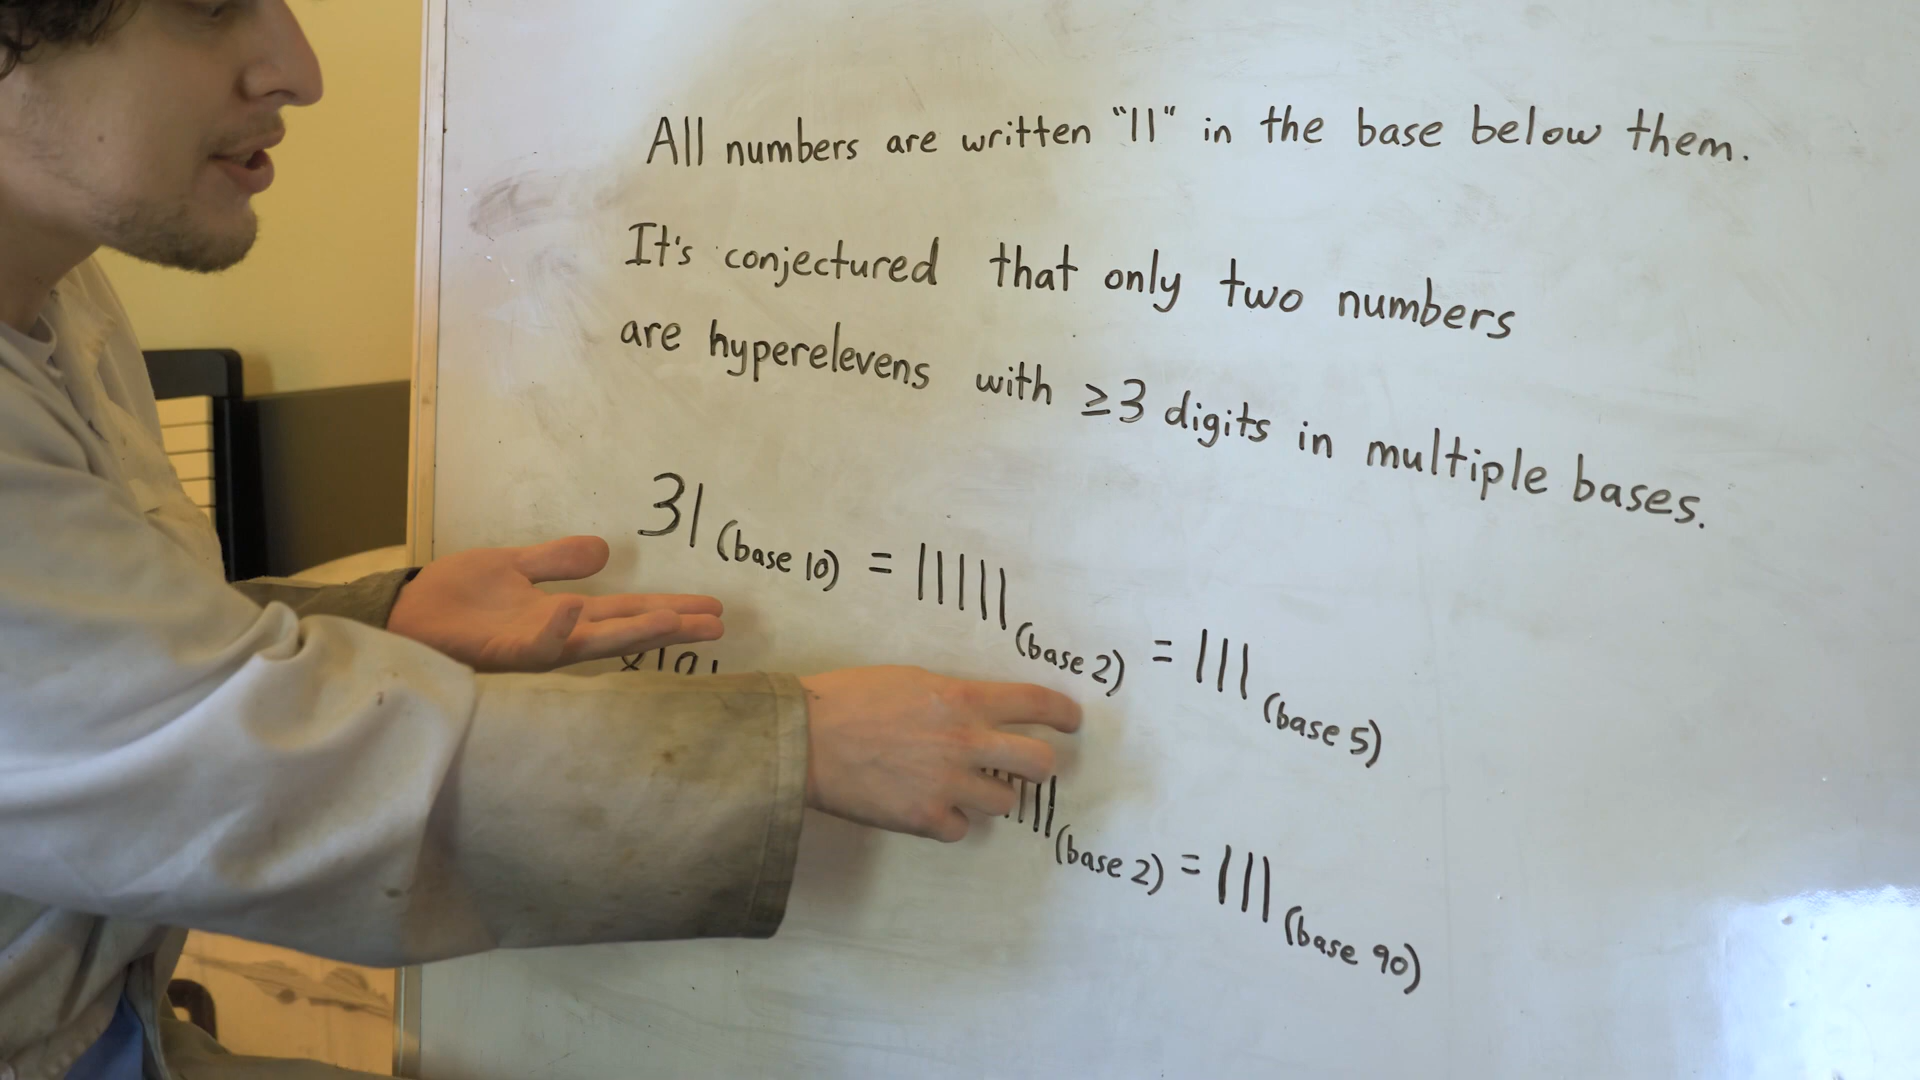 All numbers are written "11" in the base below them.
It's conjectured that only two numbers
are hyperelevens with ≥3 digits in multiple bases.
31 (base 10) = 11111 (base 2) = 111 (base 5)
(base 2) = 111 (base 90)